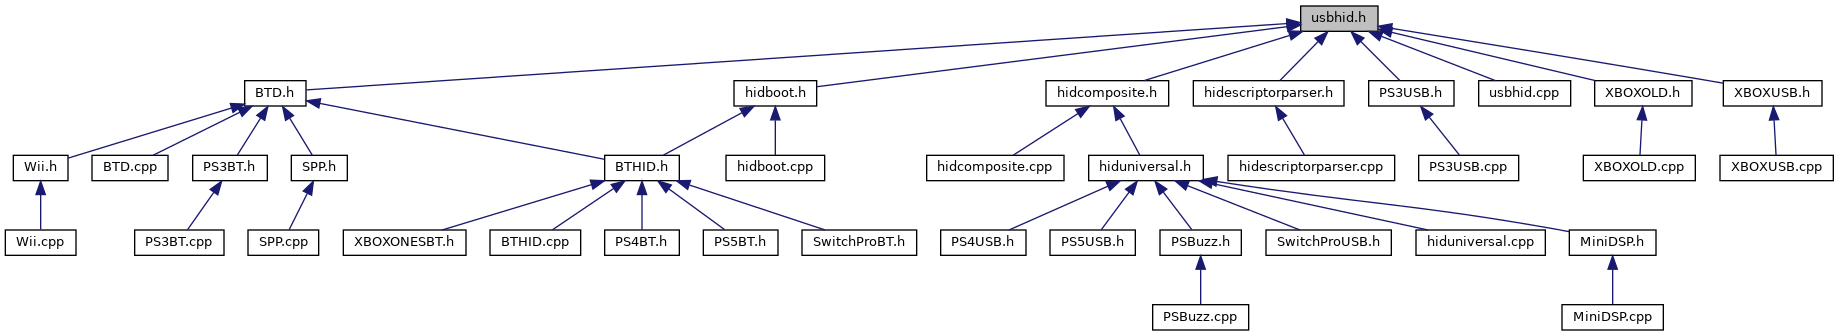 usbhid.h
BTD.h
hidboot.h
hidcomposite.h
hidescriptorparser.h
PS3USB.h
usbhid.cpp
XBOXOLD.h
XBOXUSB.h
Wii.h
BTD.cpp
PS3BT.h
SPP.h
BTHID.h
hidboot.cpp
hidcomposite.cpp
hiduniversal.h
hidescriptorparser.cpp
PS3USB.cpp
XBOXOLD.cpp
XBOXUSB.cpp
Wii.cpp
PS3BT.cpp
SPP.cpp
XBOXONESBT.h
BTHID.cpp
PS4BT.h
PS5BT.h
SwitchProBT.h
PS4USB.h
PS5USB.h
PSBuzz.h
SwitchProUSB.h
hiduniversal.cpp
MiniDSP.h
PSBuzz.cpp
MiniDSP.cpp